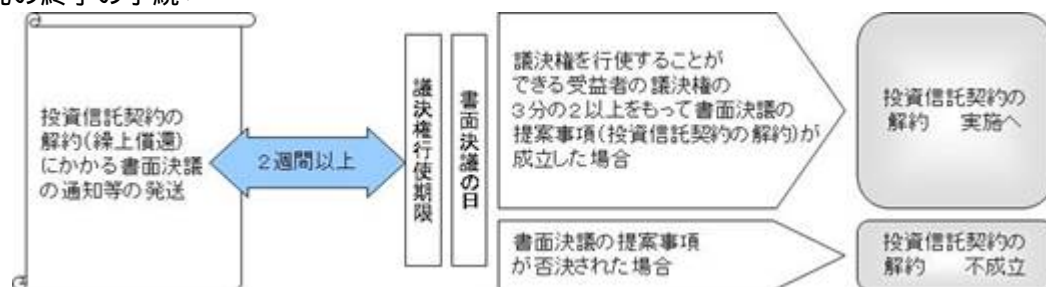 投資信託契約の
解約(繰上償還)
にかかる書面決議
の通知等の発送
2週間以上
議決権行使期限
書面決議の日
議決権を行使することが
できる受益者の議決権の
3分の2以上をもって書面決議の
提案事項(投資信託契約の解約)が
成立した場合
投資信託契約の
解約 実施へ
書面決議の提案事項
が否決された場合
投資信託契約の
解約 不成立